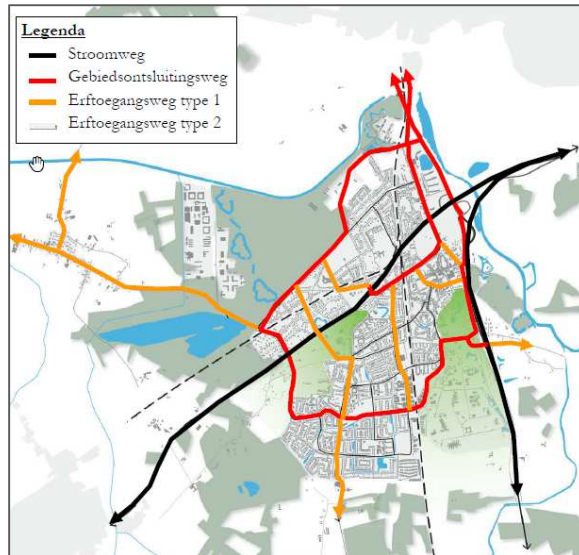 Legenda
Stroomweg
Gebiedsontsluitingsweg
Erftoegangsweg type 1
Erftoegangsweg type 2